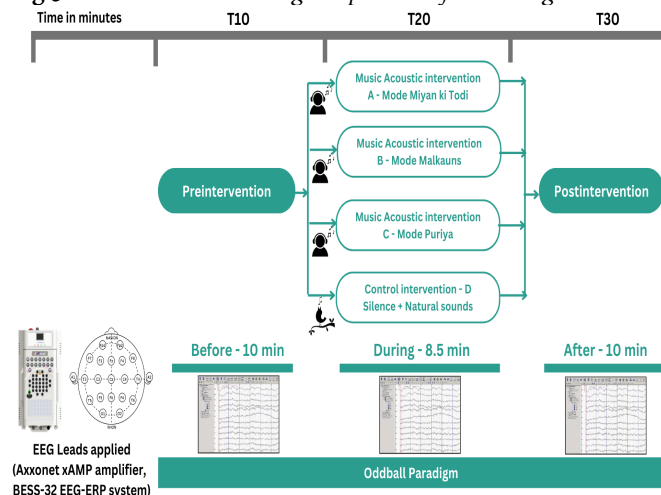 Time in minutes
T10
T20
T30
Music Acoustic intervention
A - Mode Miyan ki Todi
Music Acoustic intervention
B - Mode Malkauns
Preintervention
Postintervention
Music Acoustic intervention
C - Mode Puriya
Control intervention - D
Silence + Natural sounds
Before - 10 min
During - 8.5 min
After - 10 min
NASION
INION
EEG Leads applied
(Axxonet xAMP amplifier,
BESS-32 EEG-ERP system)
Oddball Paradigm